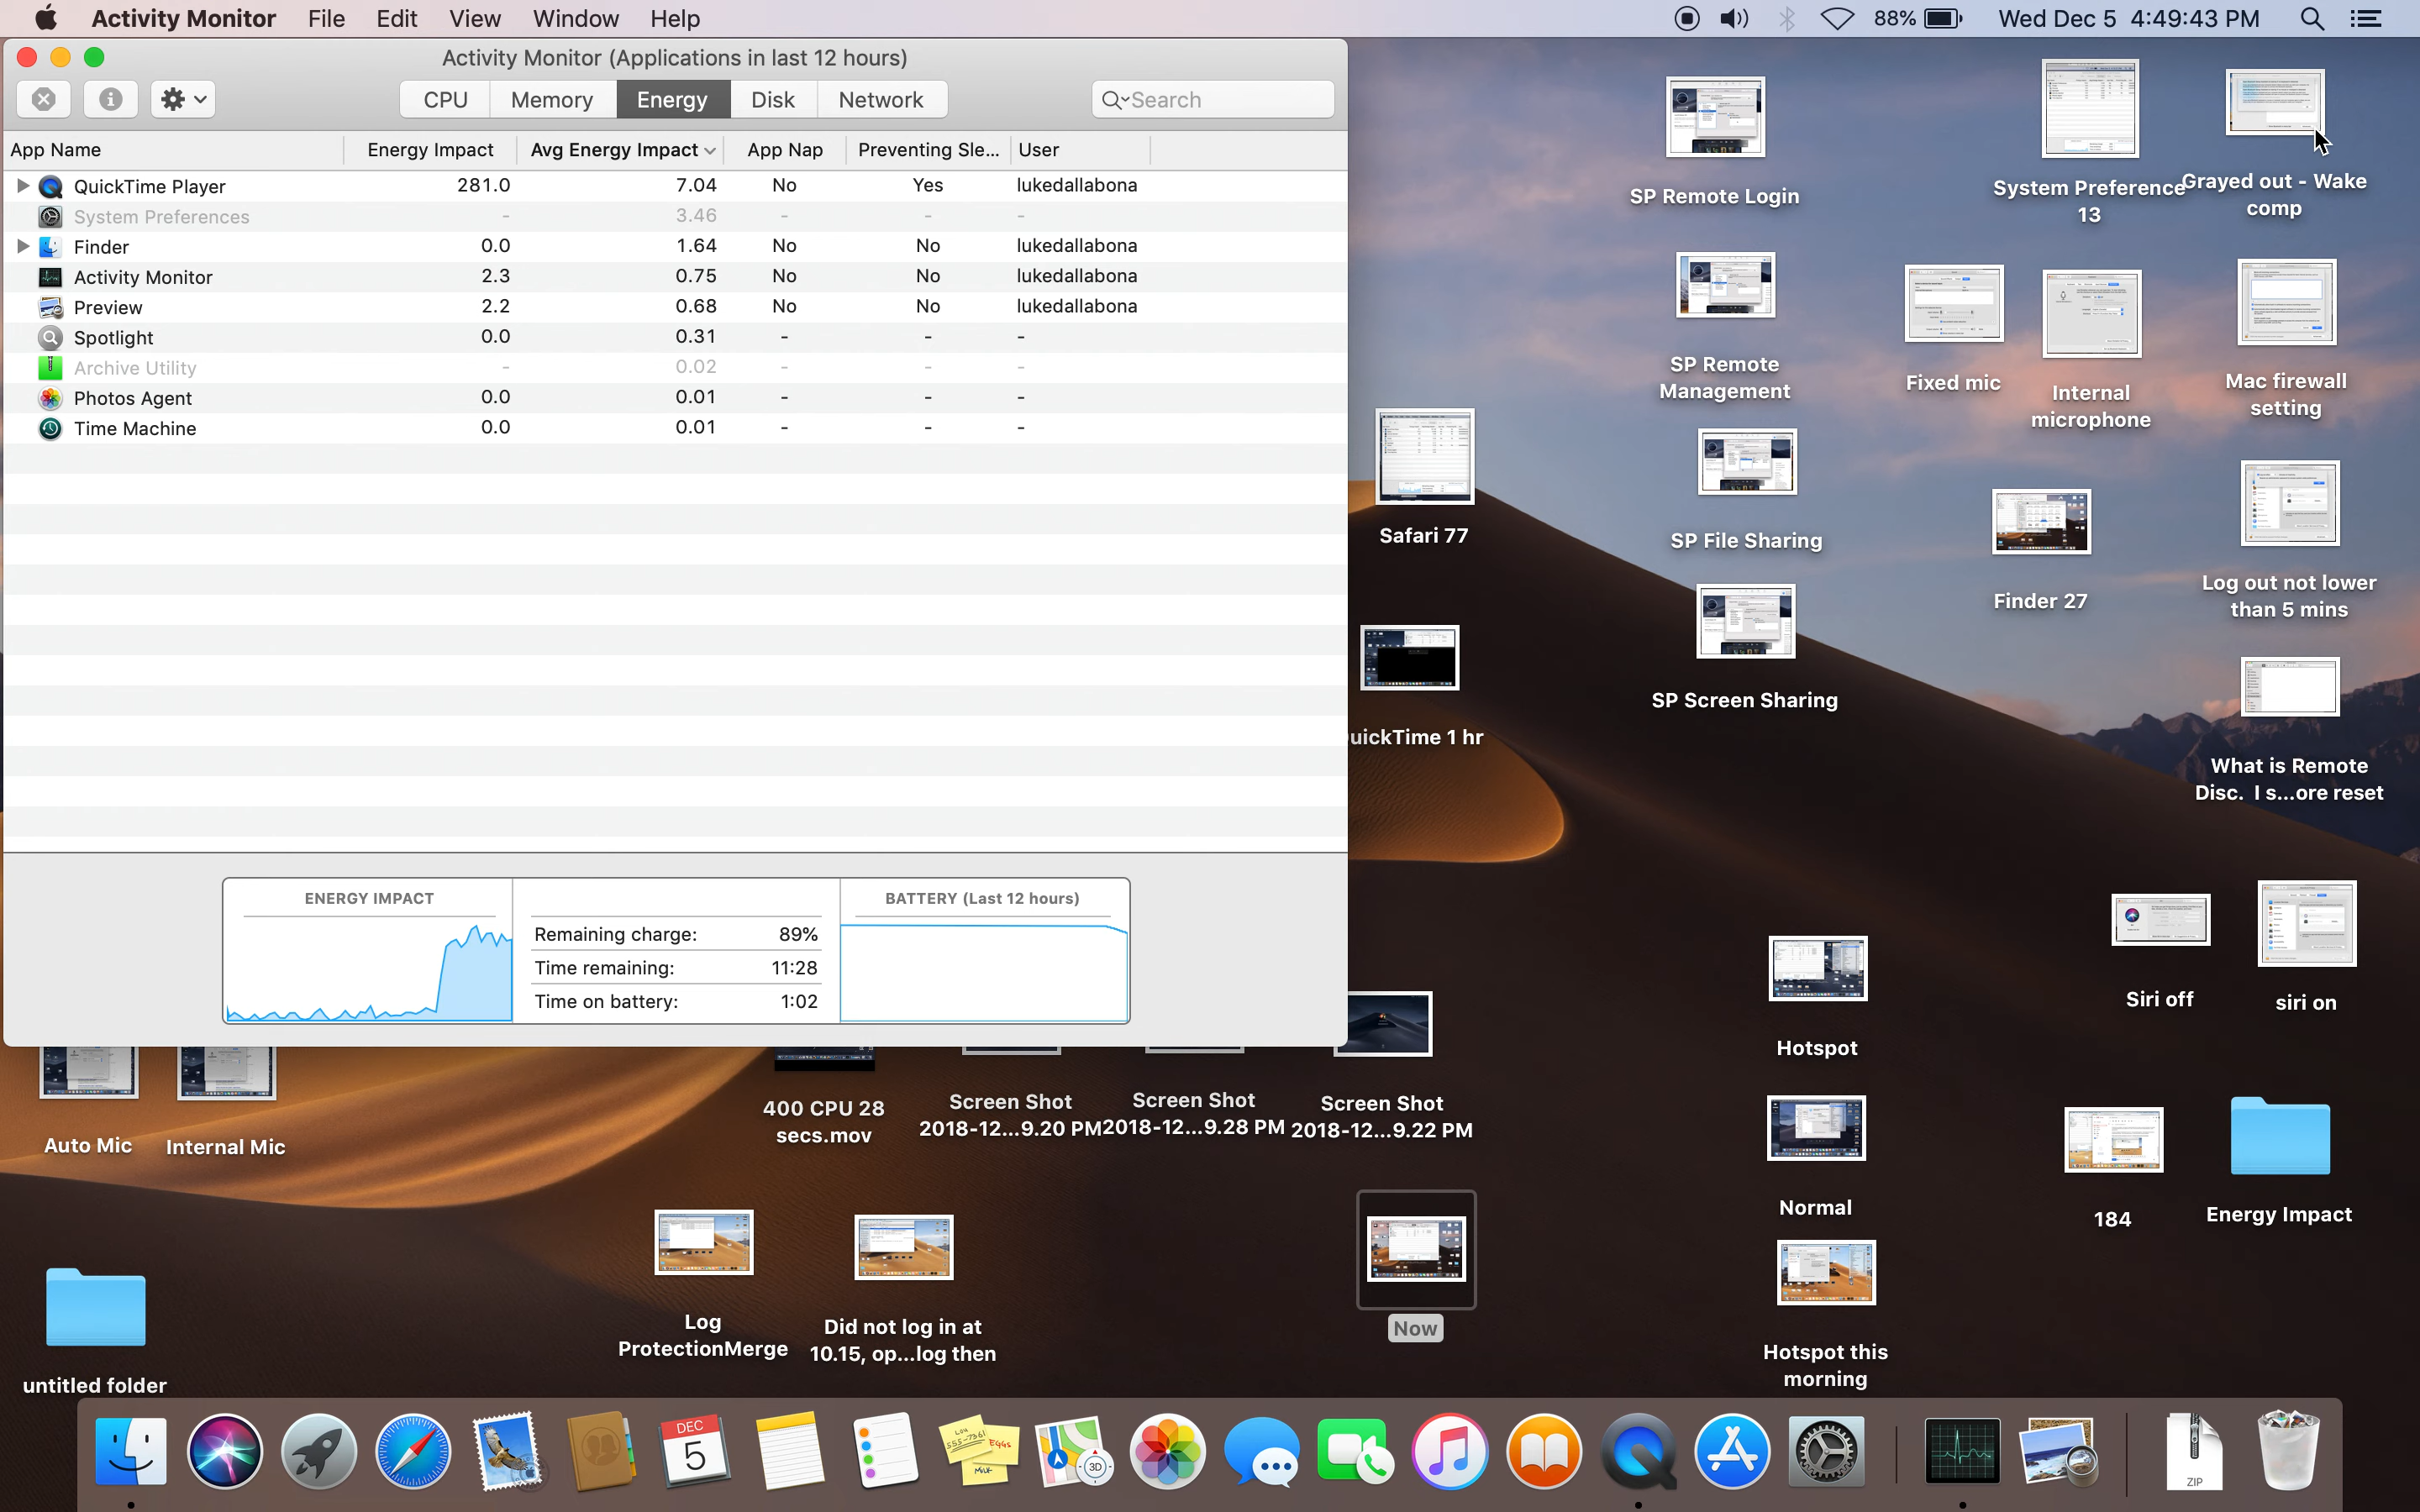 Activity Monitor File Edit View Window Help 88% Wed Dec 5 4:49:43 PM
Activity Monitor (Applications in last 12 hours)
CPU Memory Energy Disk Network Search
App Name Energy Impact Avg Energy Impact App Nap Preventing Sle... User
QuickTime Player 281.0 7.04 No Yes lukedallabona
System Preferences - 3.46 - - -
Finder 0.0 1.64 No No lukedallabona
Activity Monitor 2.3 0.75 No No lukedallabona
Preview 2.2 0.68 No No lukedallabona
Spotlight 0.0 0.31 - - -
Archive Utility - 0.02 - - -
Photos Agent 0.0 0.01 - - -
Time Machine 0.0 0.01 - - -
ENERGY IMPACT
Remaining charge: 89%
Time remaining: 11:28
Time on battery: 1:02
BATTERY (Last 12 hours)
SP Remote Login
System Preference
13
Grayed out - Wake
comp
SP Remote
Management
Fixed mic
Internal
microphone
Mac firewall
setting
Safari 77
SP File Sharing
Finder 27
Log out not lower
than 5 mins
uickTime 1 hr
SP Screen Sharing
What is Remote
Disc. I s...ore reset
Siri off
siri on
Hotspot
Auto Mic
Internal Mic
400 CPU 28
secs.mov
Screen Shot
2018-12...9.20 PM
Screen Shot
2018-12...9.28 PM
Screen Shot
2018-12...9.22 PM
Normal
184
Energy Impact
Log
ProtectionMerge
Did not log in at
10.15, op...log then
Now
Hotspot this
morning
untitled folder
DEC
5
555-7361
EGGS
MILK
3D
ZIP